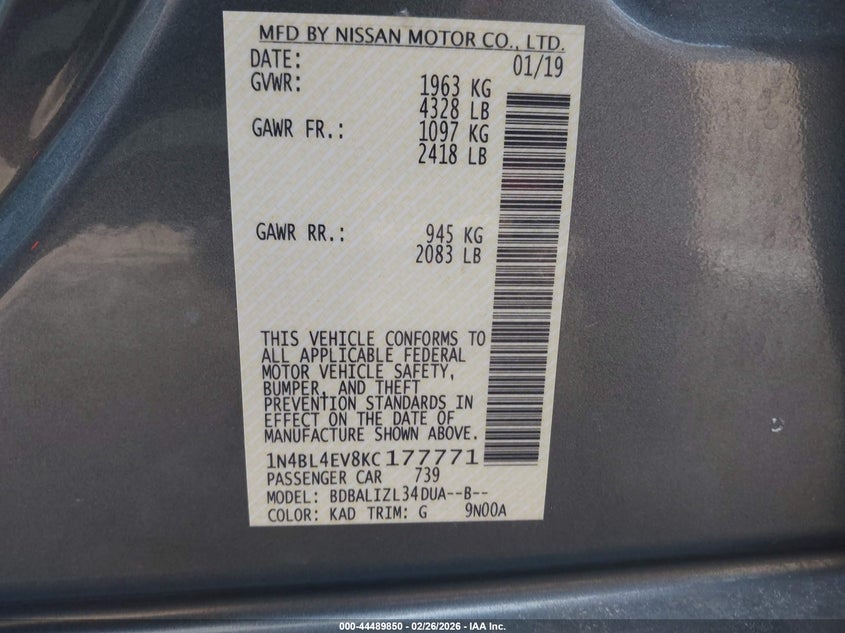 MFD BY NISSAN MOTOR CO., LTD.
DATE: 01/19
GVWR: 1963 KG
4328 LB
GAWR FR.: 1097 KG
2418 LB
GAWR RR.: 945 KG
2083 LB
THIS VEHICLE CONFORMS TO
ALL APPLICABLE FEDERAL
MOTOR VEHICLE SAFETY,
BUMPER, AND THEFT
PREVENTION STANDARDS IN
EFFECT ON THE DATE OF
MANUFACTURE SHOWN ABOVE.
1N4BL4EV8KC177771
PASSENGER CAR 739
MODEL: BDBALIZL34DUA--B--
COLOR: KAD TRIM: G 9N00A
000-44489850 - 02/26/2026 - IAA Inc.